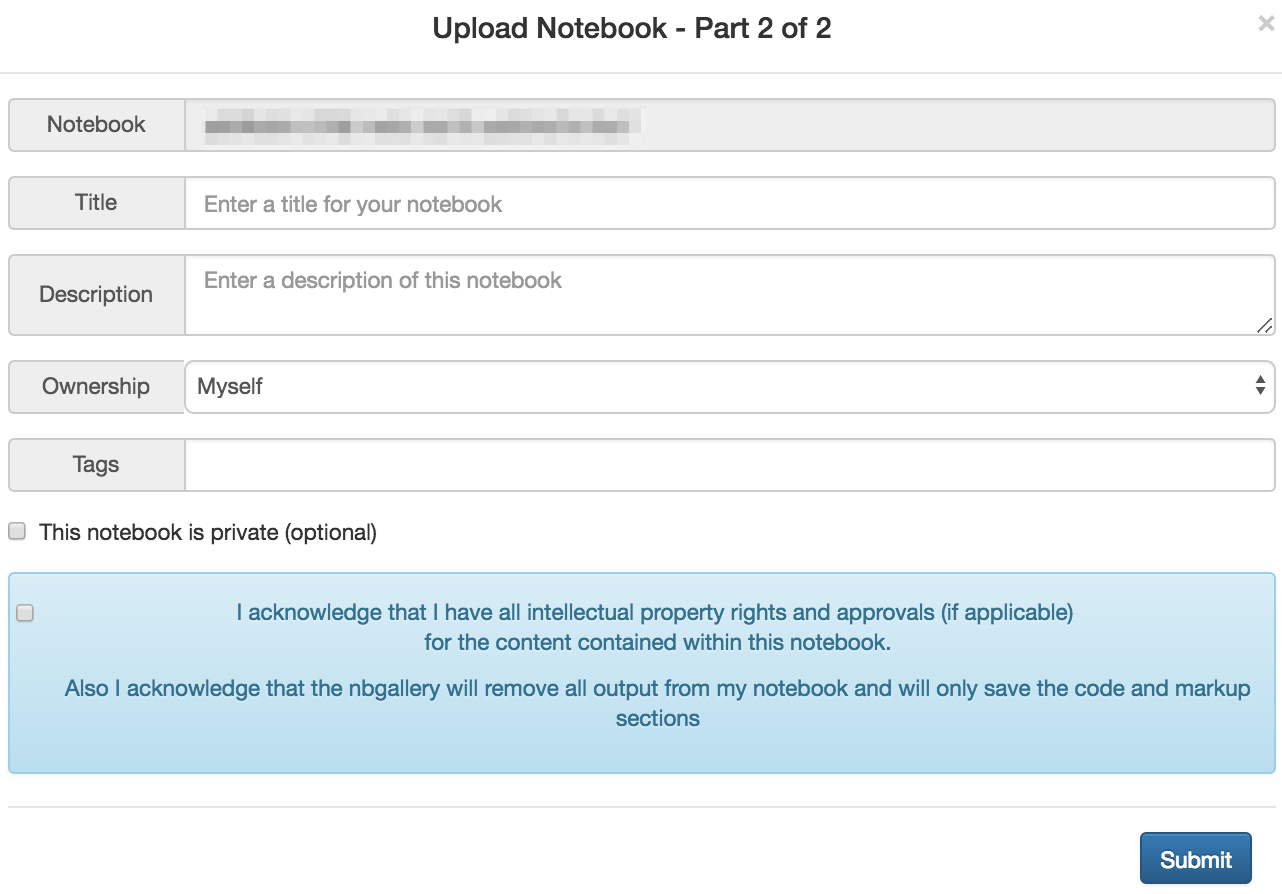 Upload Notebook - Part 2 of 2
×
Notebook
Title
Enter a title for your notebook
Description
Enter a description of this notebook
Ownership
Myself
Tags
This notebook is private (optional)
I acknowledge that I have all intellectual property rights and approvals (if applicable)
for the content contained within this notebook.
Also I acknowledge that the nbgallery will remove all output from my notebook and will only save the code and markup
sections
Submit